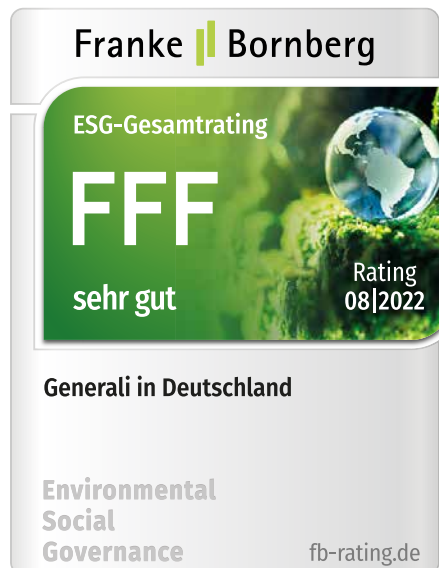 Franke Bornberg
ESG-Gesamtrating
FFF
sehr gut
Rating
08|2022
Generali in Deutschland
Environmental
Social
Governance
fb-rating.de